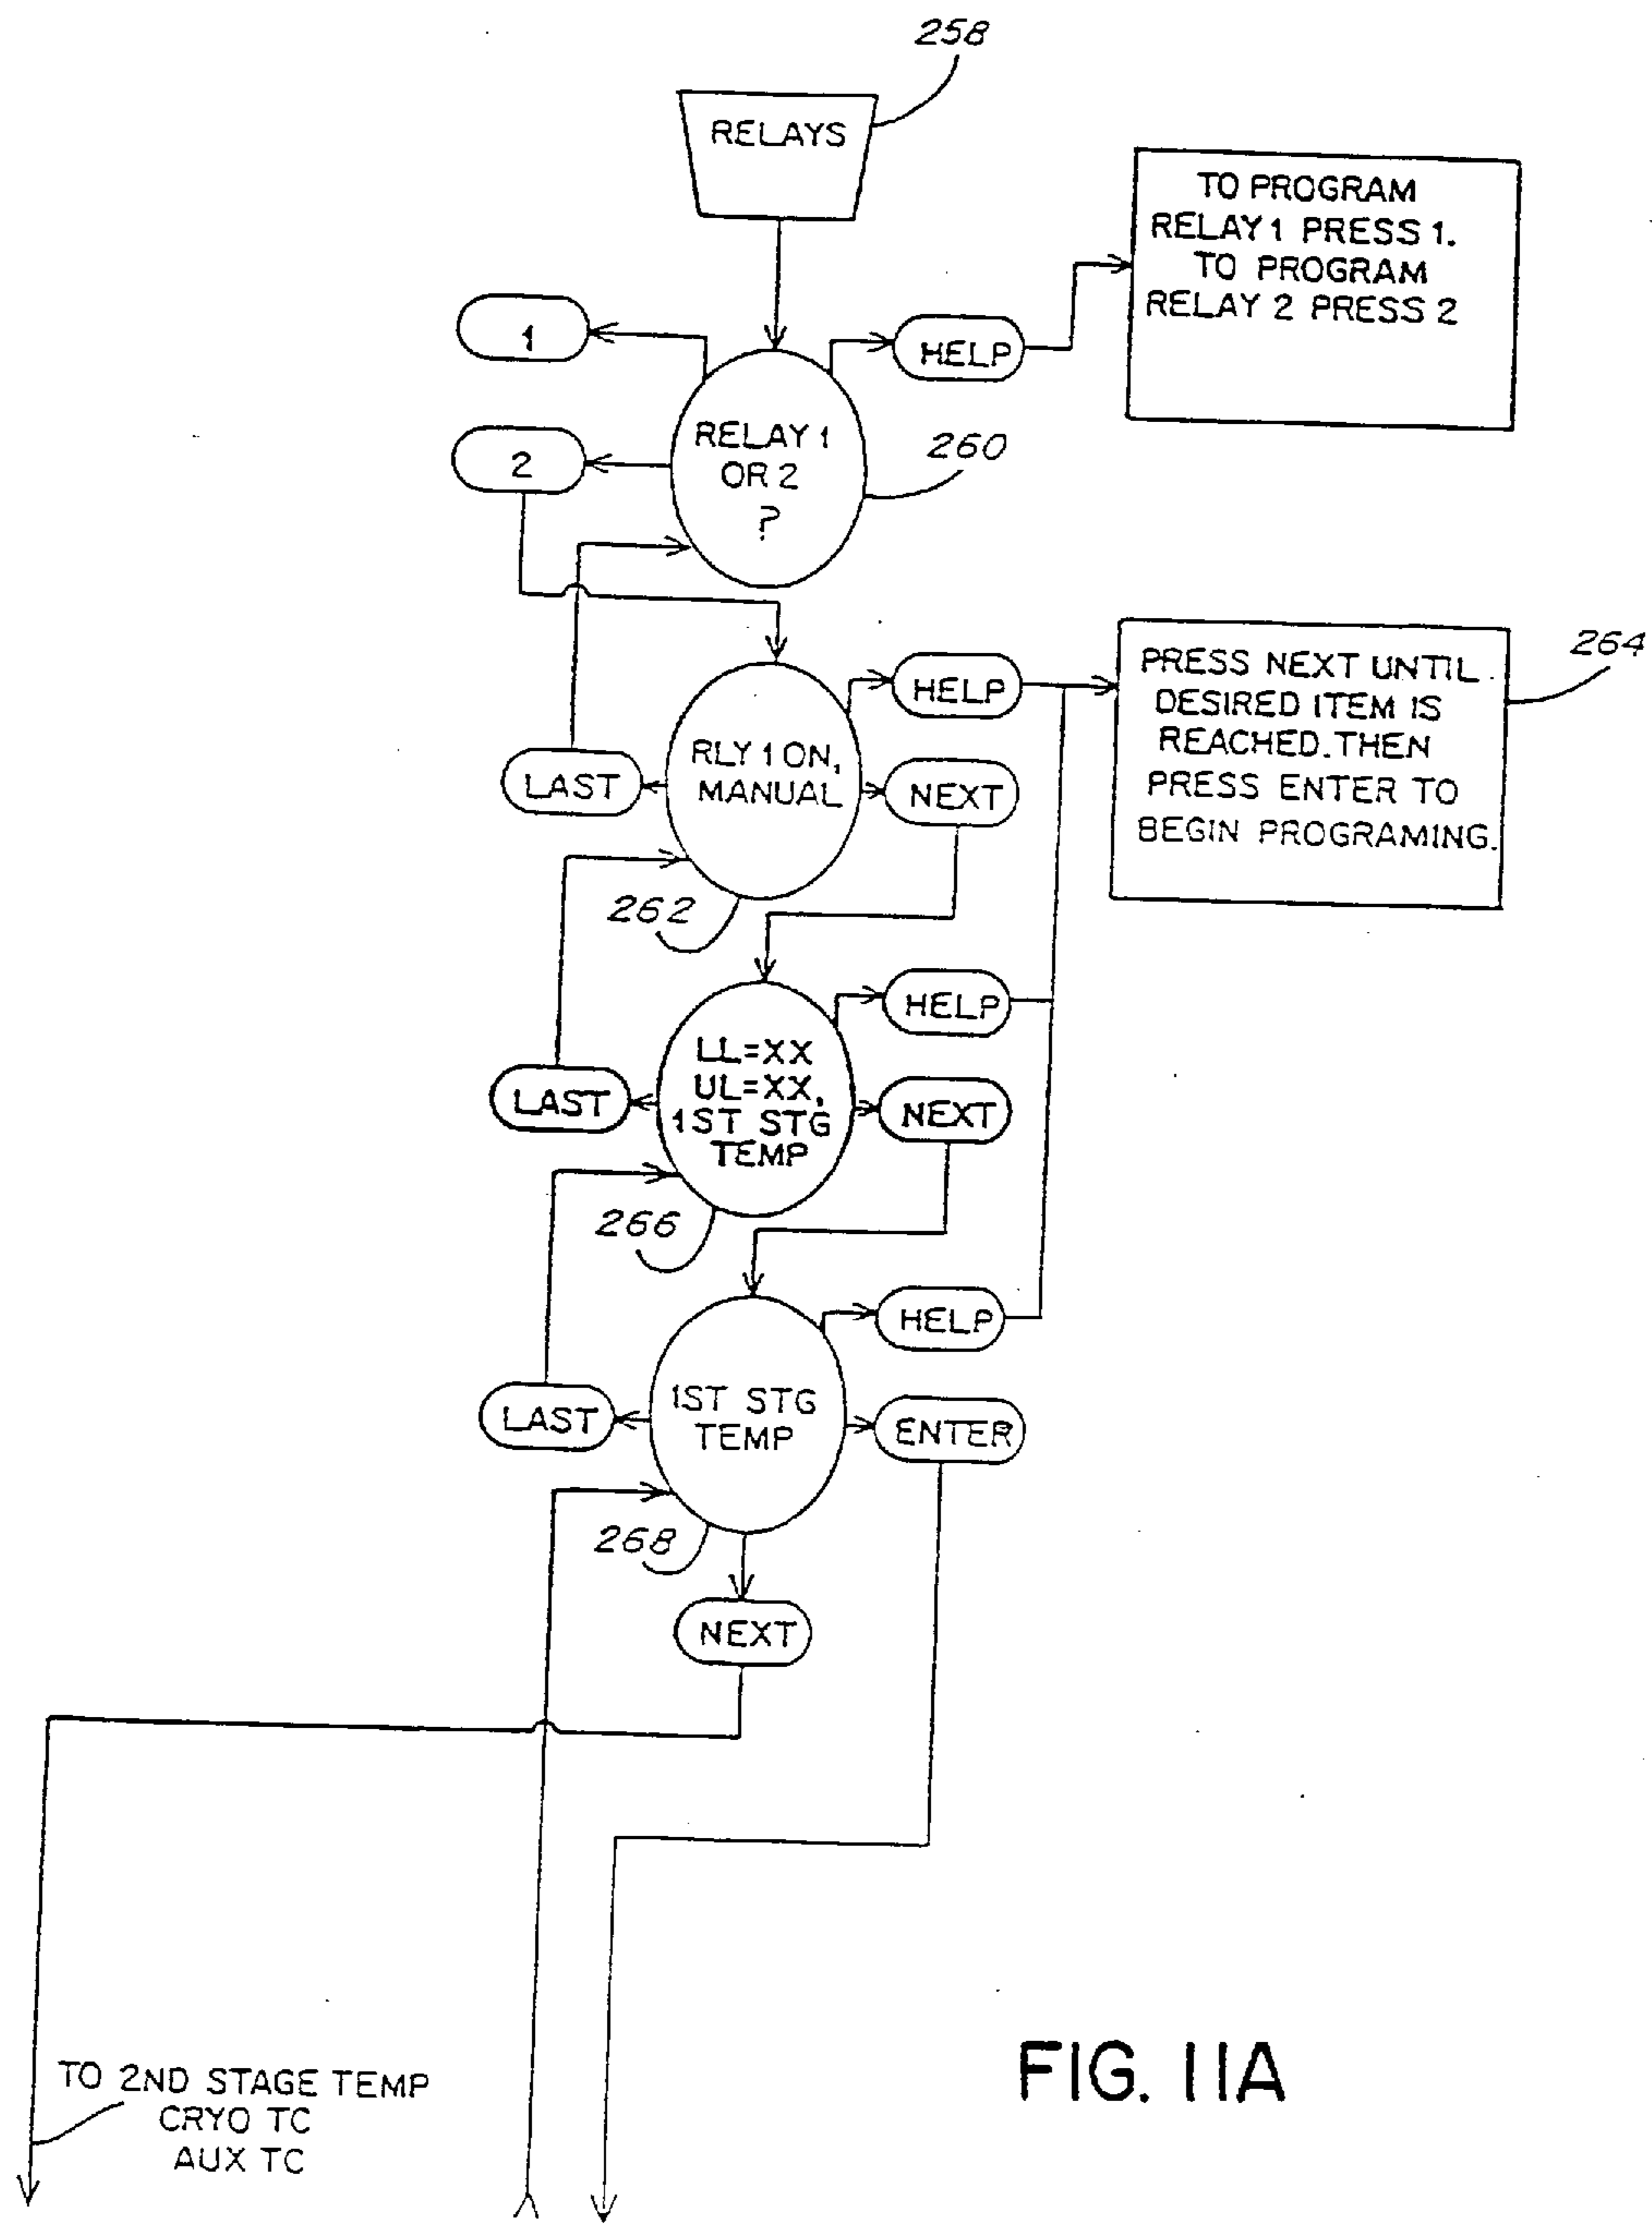 258
RELAYS
TO PROGRAM
RELAY 1 PRESS 1.
TO PROGRAM
RELAY 2 PRESS 2
1
HELP
RELAY 1
OR 2
?
260
2
HELP
PRESS NEXT UNTIL
DESIRED ITEM IS
REACHED. THEN
PRESS ENTER TO
BEGIN PROGRAMING.
264
RLY 1 ON,
MANUAL
LAST
NEXT
262
HELP
LL=XX
UL=XX,
1ST STG
TEMP
LAST
NEXT
266
HELP
1ST STG
TEMP
LAST
ENTER
268
NEXT
TO 2ND STAGE TEMP
CRYO TC
AUX TC
FIG. 11A